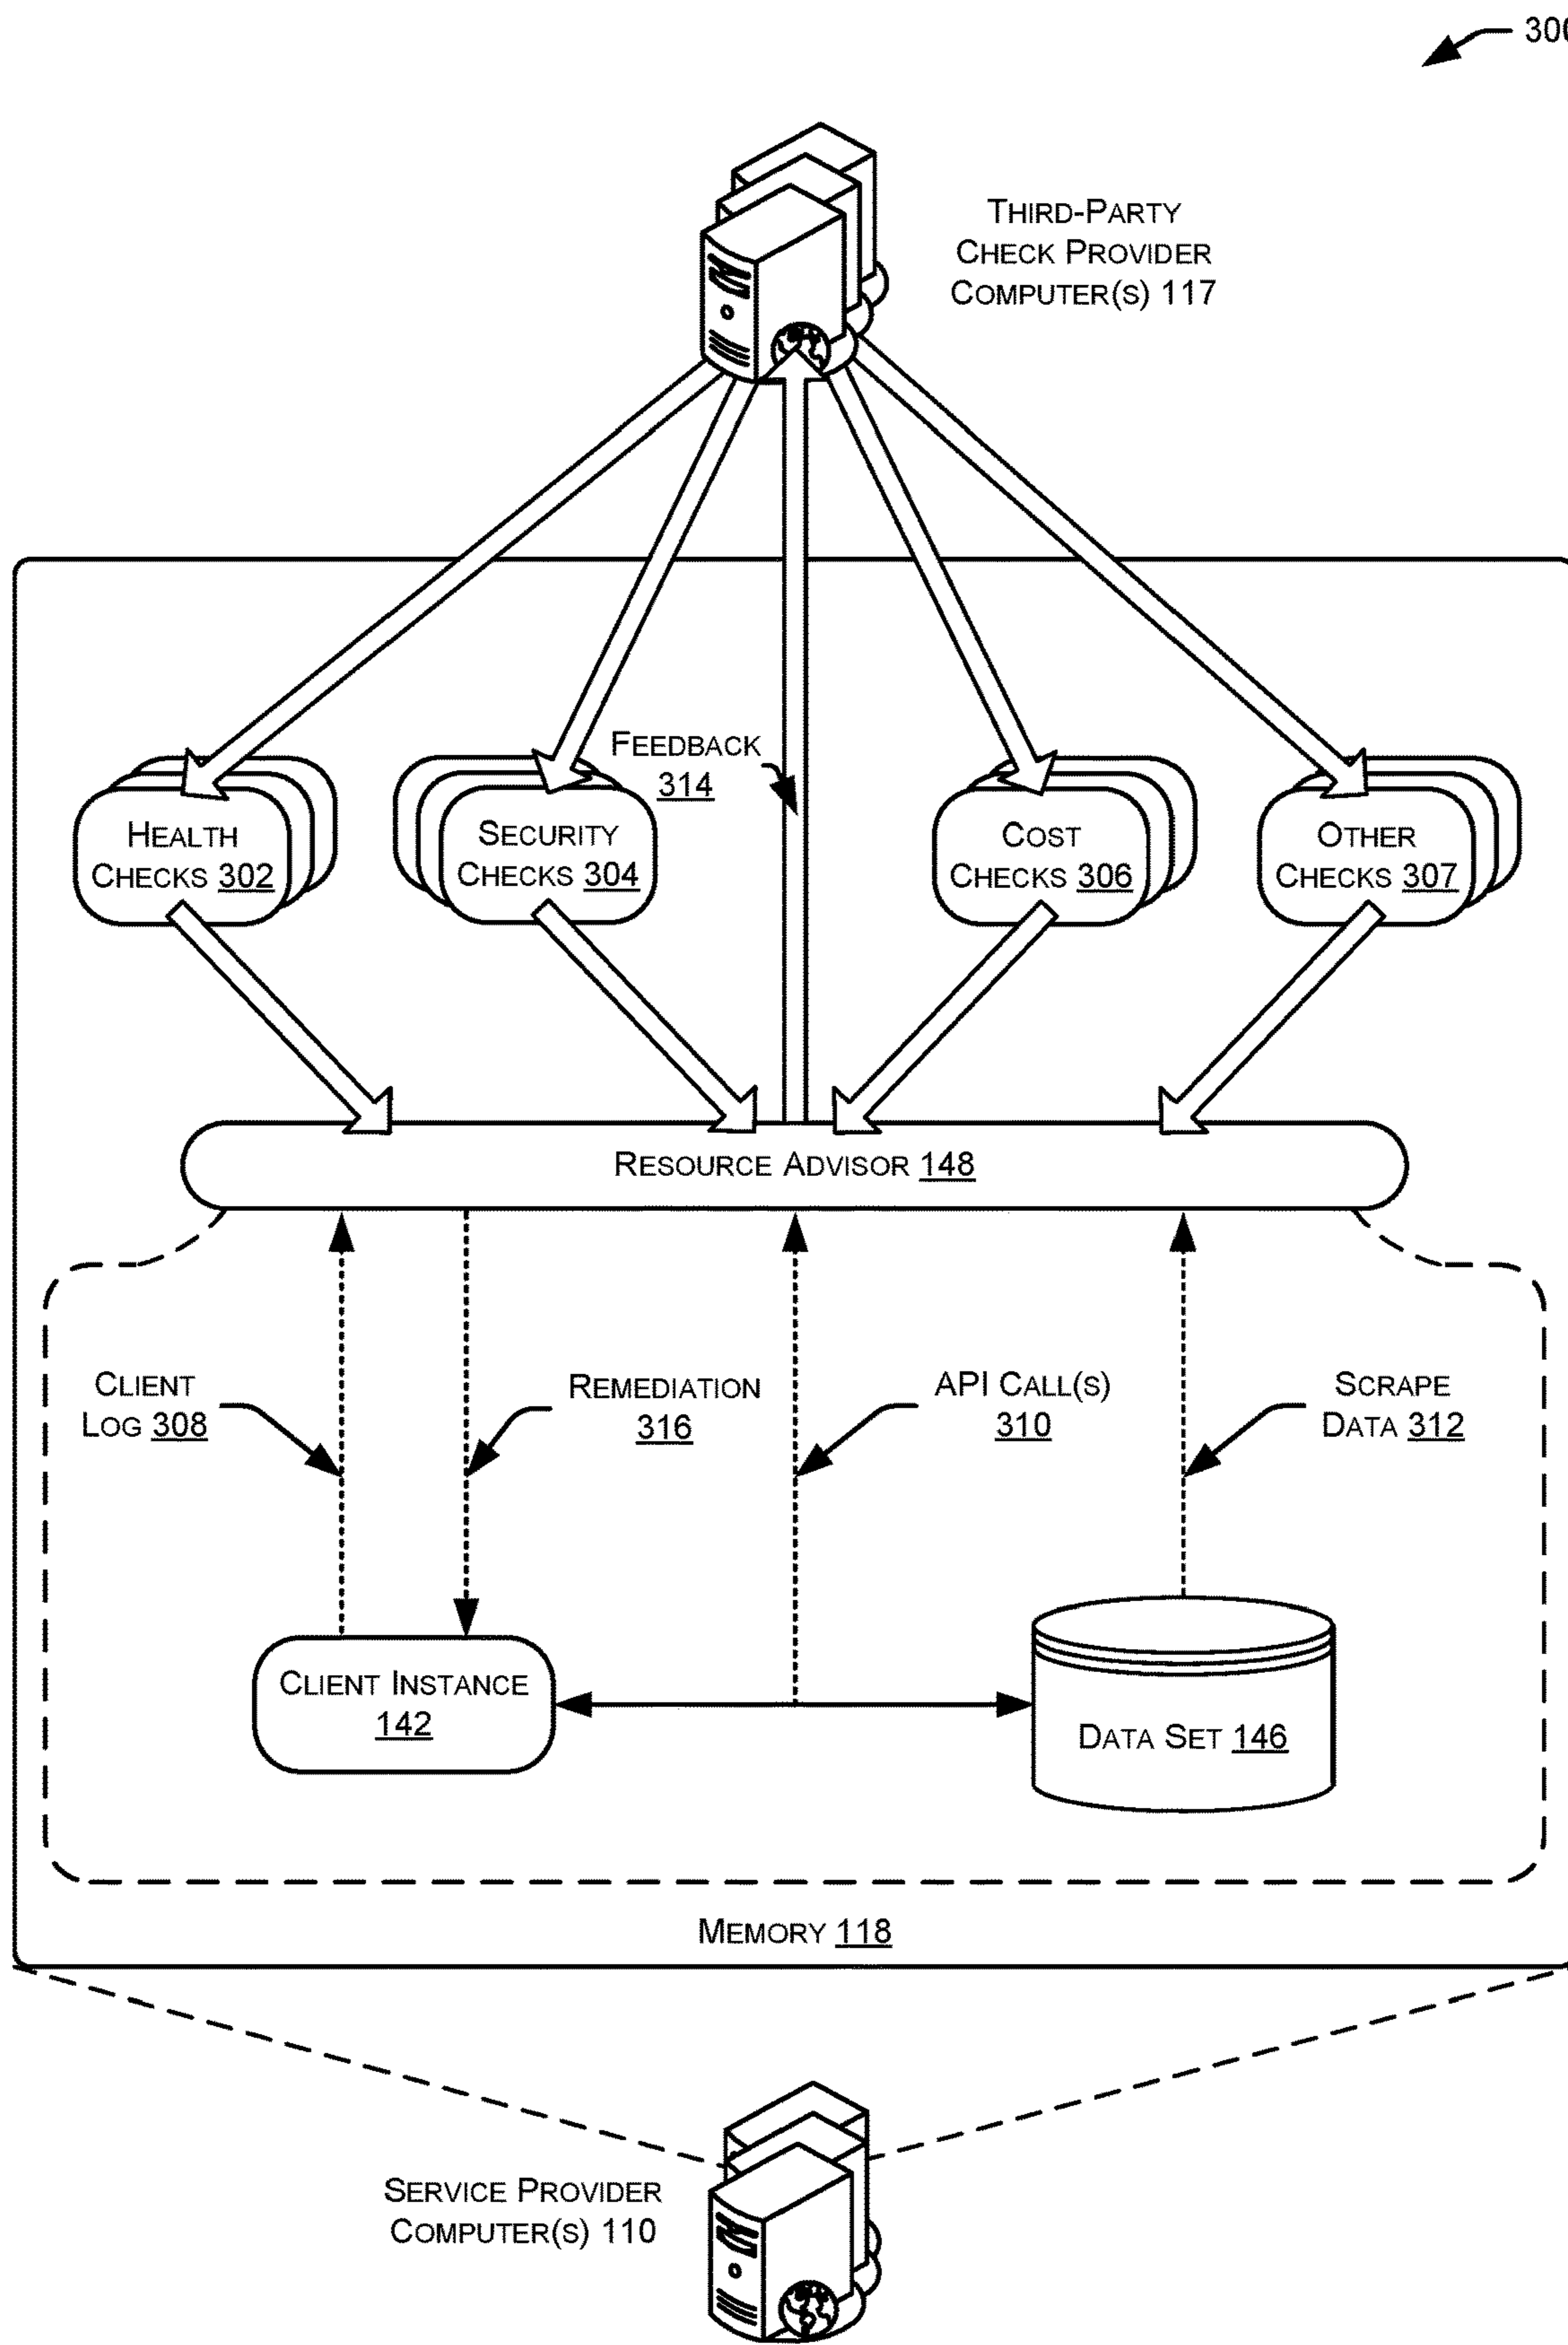 300
THIRD-PARTY
CHECK PROVIDER
COMPUTER(S) 117
FEEDBACK
314
HEALTH
CHECKS 302
SECURITY
CHECKS 304
COST
CHECKS 306
OTHER
CHECKS 307
RESOURCE ADVISOR 148
CLIENT
LOG 308
REMEDIATION
316
API CALL(S)
310
SCRAPE
DATA 312
CLIENT INSTANCE
142
DATA SET 146
MEMORY 118
SERVICE PROVIDER
COMPUTER(S) 110